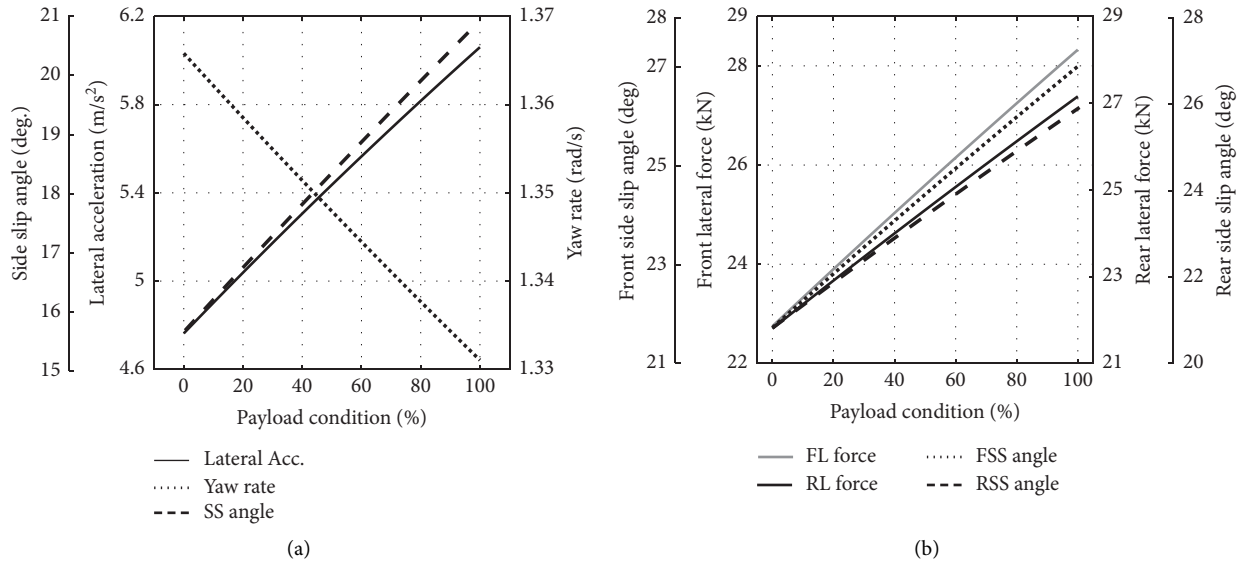 21
20
19
18
17
16
15
Side slip angle (deg.)
6.2
5.8
5.4
5
4.6
Lateral acceleration (m/s²)
1.37
1.36
1.350
1.340
1.33
Yaw rate (rad/s)
0 20 40 60 80 100
Payload condition (%)
Lateral Acc.
Yaw rate
SS angle
(a)
28
27
25
23
21
Front side slip angle (deg)
29
28
26
24
22
Front lateral force (kN)
29
27
25
23
21
Rear lateral force (kN)
28
26
24
22
20
Rear side slip angle (deg)
0 20 40 60 80 100
Payload condition (%)
FL force
RL force
FSS angle
RSS angle
(b)